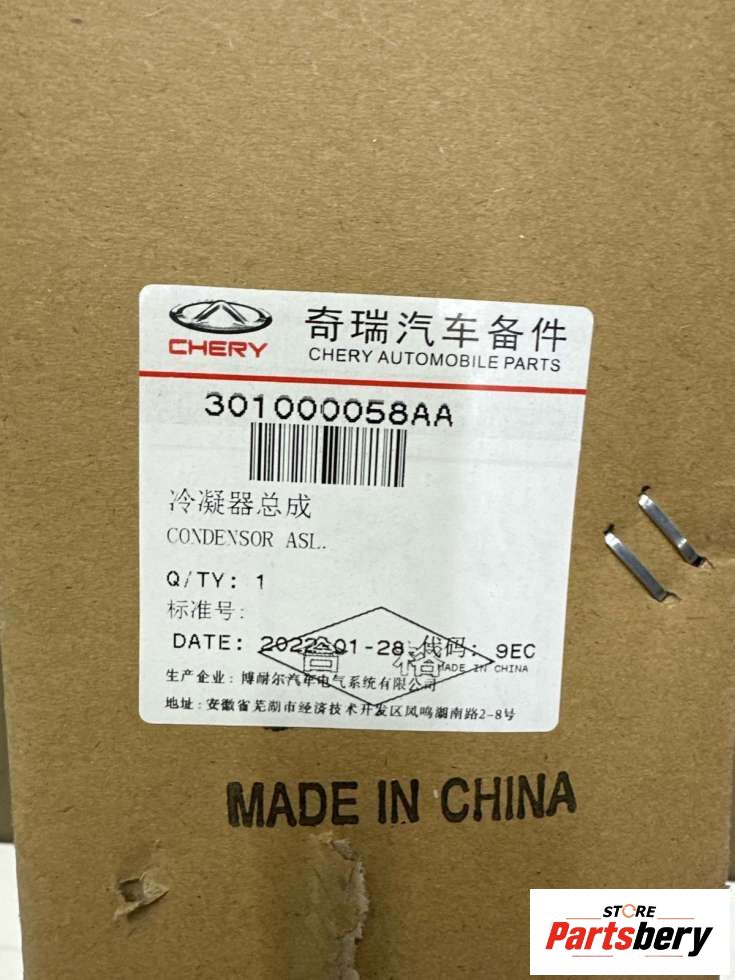 CHERY
奇瑞汽车备件
CHERY AUTOMOBILE PARTS
301000058AA
冷凝器总成
CONDENSOR ASL.
Q/TY: 1
标准号:
DATE: 2022-01-28 代码: 9EC
合格
MADE IN CHINA
生产企业: 博耐尔汽车电气系统有限公司
地址: 安徽省芜湖市经济技术开发区凤鸣湖南路2-8号
MADE IN CHINA
STORE
Partsbery